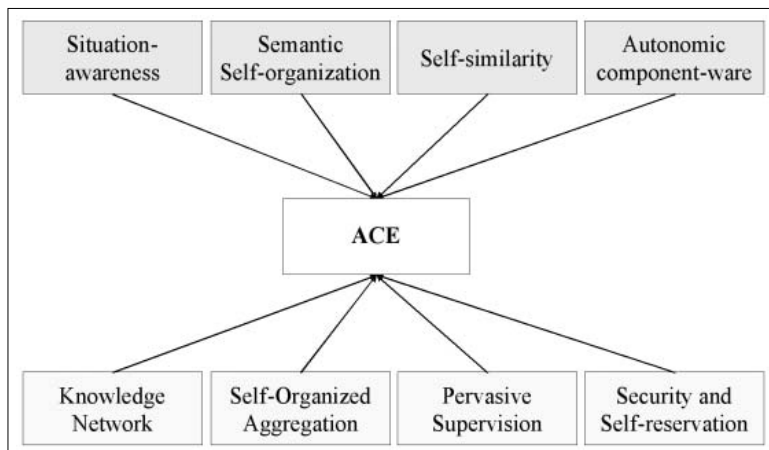 Situation-
awareness
Semantic
Self-organization
Self-similarity
Autonomic
component-ware
ACE
Knowledge
Network
Self-Organized
Aggregation
Pervasive
Supervision
Security and
Self-reservation